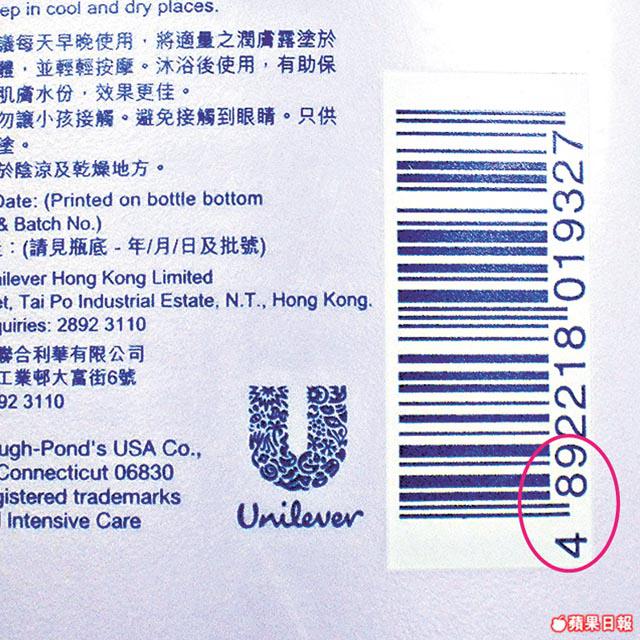 ep in cool and dry places.
議每天早晚使用，將適量之潤膚露塗於
體，並輕輕按摩。沐浴後使用，有助保
肌膚水份，效果更佳。
勿讓小孩接觸。避免接觸到眼睛。只供
塗。
於陰涼及乾燥地方。
Date: (Printed on bottle bottom
& Batch No.)
：(請見瓶底 - 年/月/日及批號)
nilever Hong Kong Limited
et, Tai Po Industrial Estate, N.T., Hong Kong.
quiries: 2892 3110
聯合利華有限公司
工業邨大富街6號
92 3110
ugh-Pond's USA Co.,
Connecticut 06830
gistered trademarks
Intensive Care
Unilever
4 892218 019327
蘋果日報